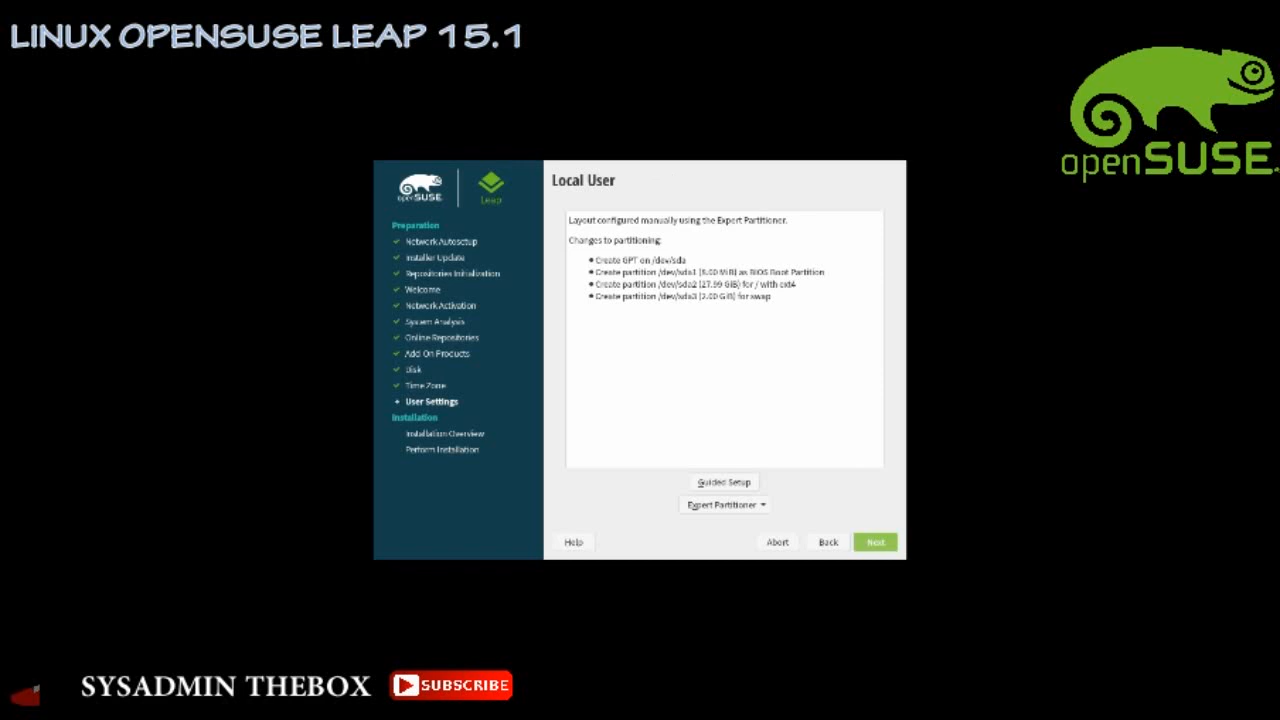 LINUX OPENSUSE LEAP 15.1
openSUSE.
openSUSE
Leap
Local User
Preparation
Network Autosetup
Installer Update
Repositories Initialization
Welcome
Network Activation
System Analysis
Online Repositories
Add On Products
Disk
Time Zone
User Settings
Installation
Installation Overview
Perform Installation
Layout configured manually using the Expert Partitioner.
Changes to partitioning:
Create GPT on /dev/sda
Create partition /dev/sda1 (8.00 MiB) as BIOS Boot Partition
Create partition /dev/sda2 (27.99 GiB) for / with ext4
Create partition /dev/sda3 (2.00 GiB) for swap
Guided Setup
Expert Partitioner
Help
Abort
Back
Next
SYSADMIN THEBOX
SUBSCRIBE